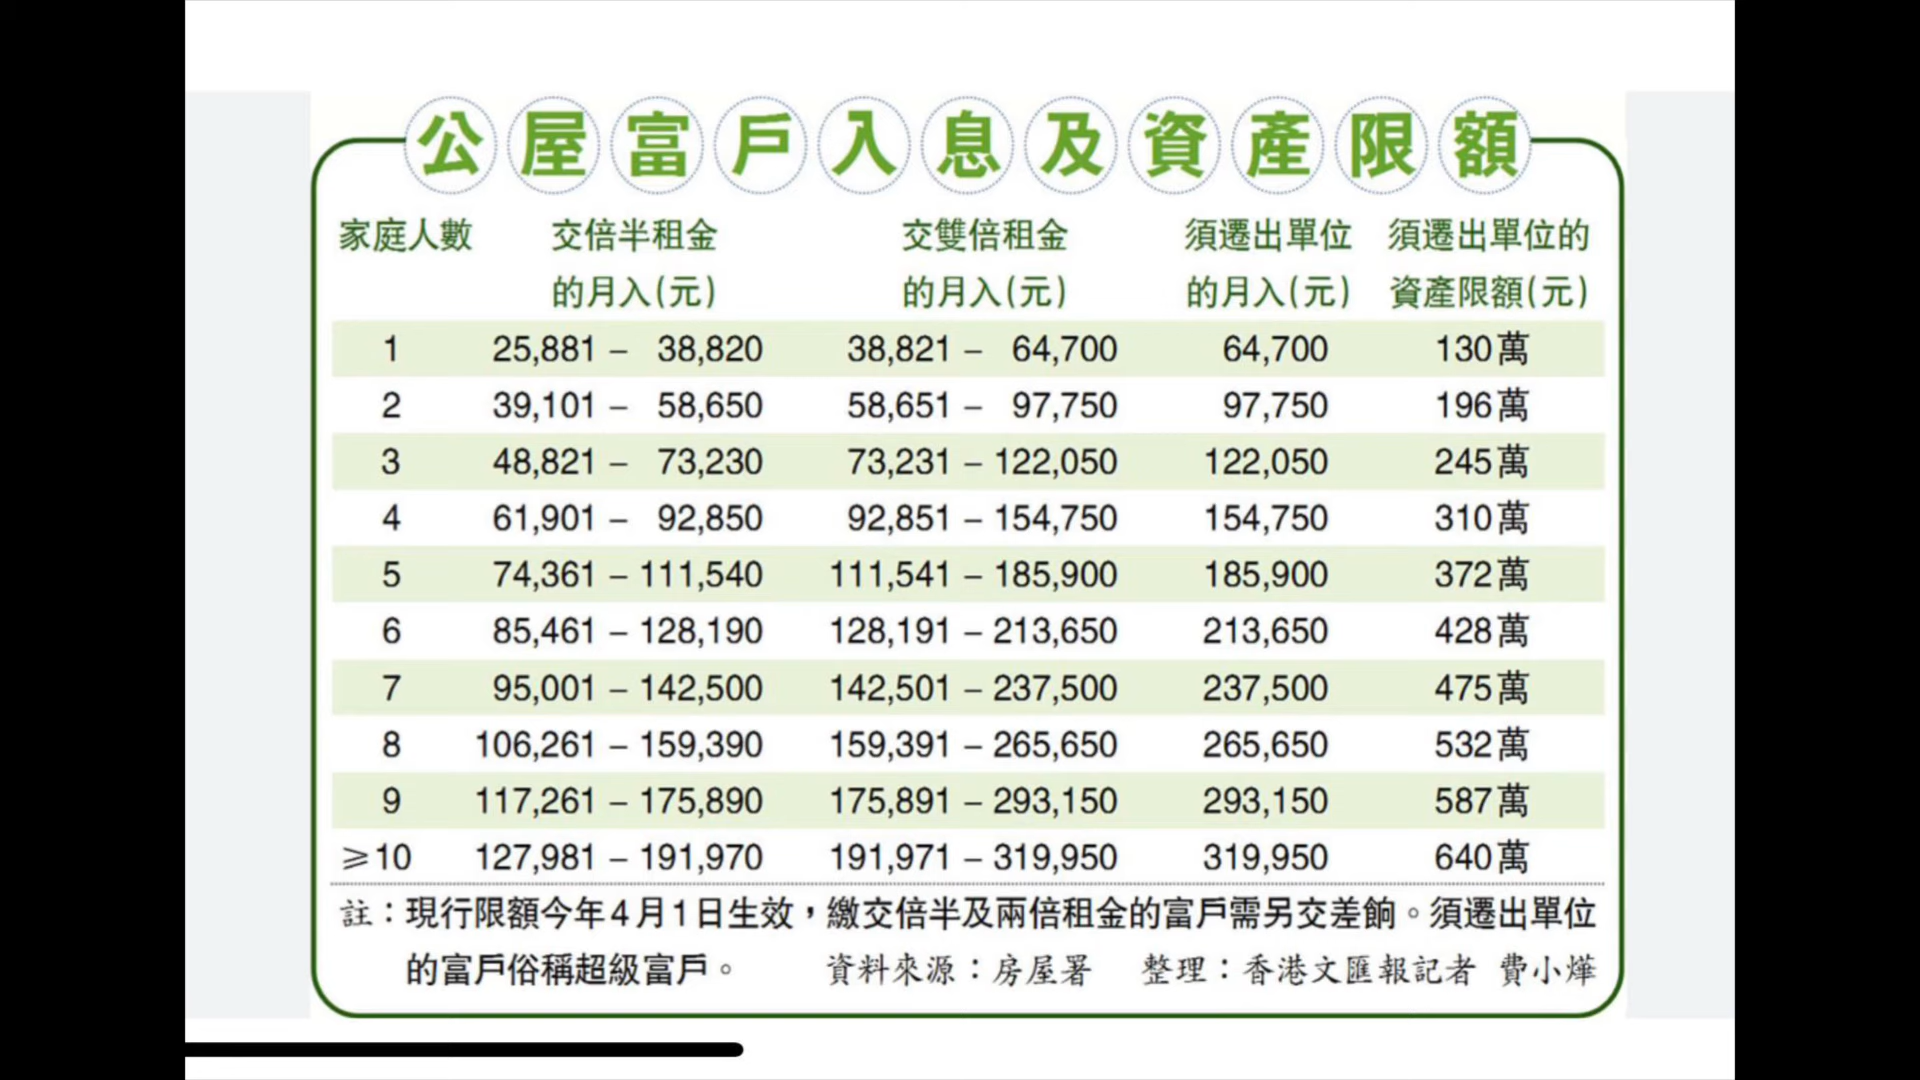 公屋富戶入息及資產限額
家庭人數 交倍半租金 交雙倍租金 須遷出單位 須遷出單位的
的月入(元) 的月入(元) 的月入(元) 資產限額(元)
1 25,881 – 38,820 38,821 – 64,700 64,700 130萬
2 39,101 – 58,650 58,651 – 97,750 97,750 196萬
3 48,821 – 73,230 73,231 – 122,050 122,050 245萬
4 61,901 – 92,850 92,851 – 154,750 154,750 310萬
5 74,361 – 111,540 111,541 – 185,900 185,900 372萬
6 85,461 – 128,190 128,191 – 213,650 213,650 428萬
7 95,001 – 142,500 142,501 – 237,500 237,500 475萬
8 106,261 – 159,390 159,391 – 265,650 265,650 532萬
9 117,261 – 175,890 175,891 – 293,150 293,150 587萬
≥10 127,981 – 191,970 191,971 – 319,950 319,950 640萬
註：現行限額今年4月1日生效，繳交倍半及兩倍租金的富戶需另交差餉。須遷出單位
的富戶俗稱超級富戶。 資料來源：房屋署 整理：香港文匯報記者 費小燁